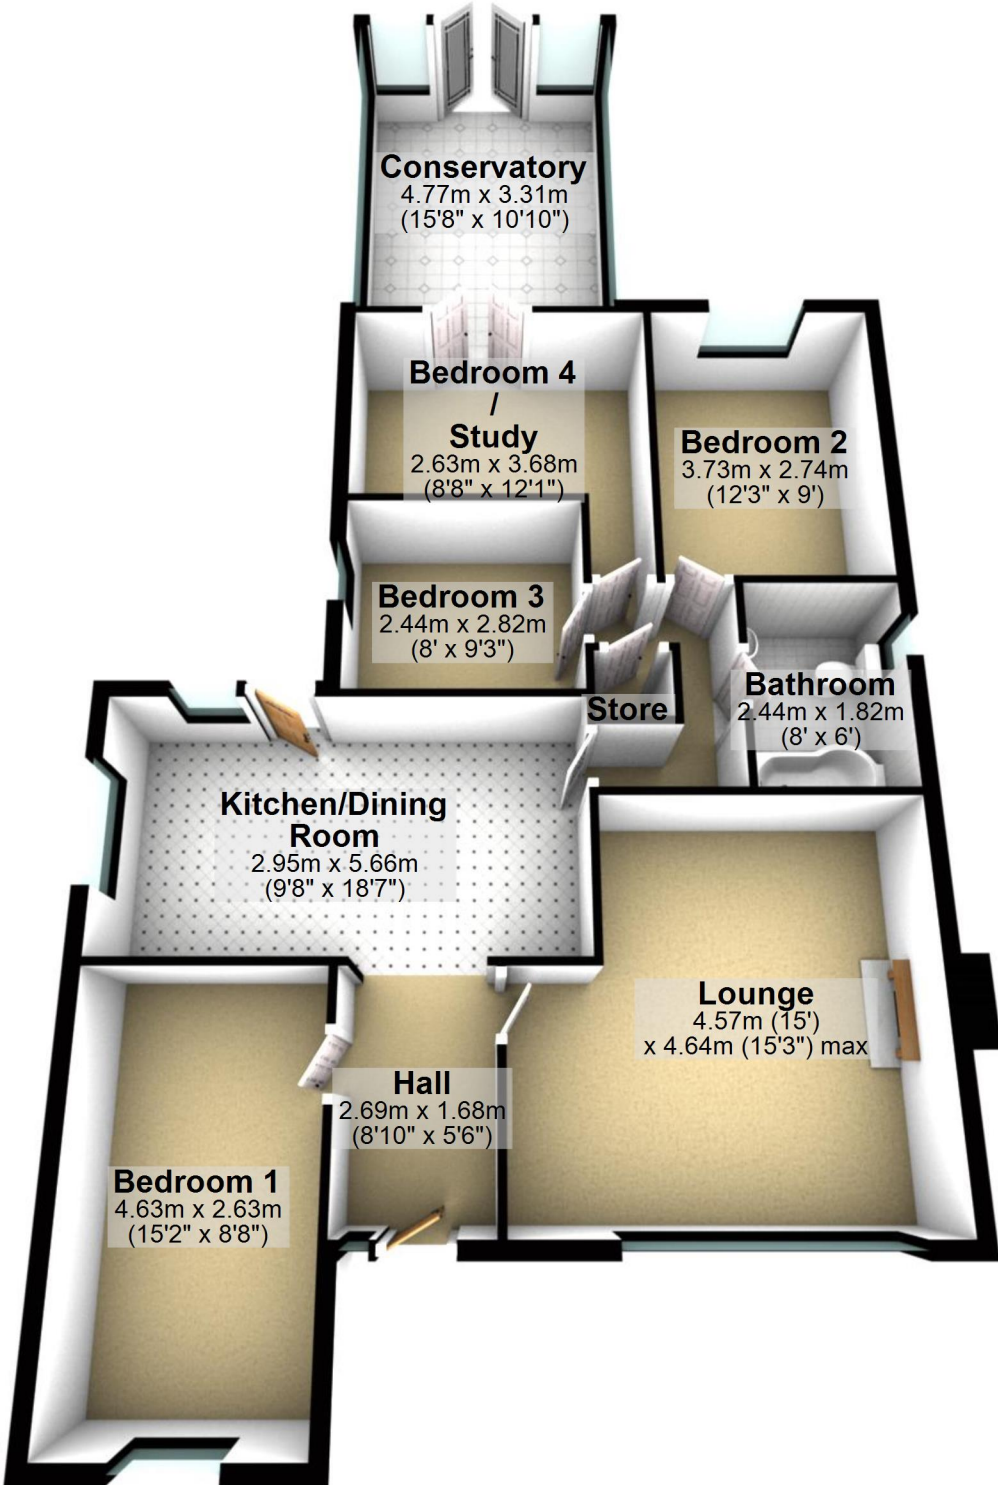 Conservatory
4.77m x 3.31m
(15'8" x 10'10")
Bedroom 4
/
Study
2.63m x 3.68m
(8'8" x 12'1")
Bedroom 2
3.73m x 2.74m
(12'3" x 9')
Bedroom 3
2.44m x 2.82m
(8' x 9'3")
Store
Bathroom
2.44m x 1.82m
(8' x 6')
Kitchen/Dining
Room
2.95m x 5.66m
(9'8" x 18'7")
Lounge
4.57m (15')
x 4.64m (15'3") max
Hall
2.69m x 1.68m
(8'10" x 5'6")
Bedroom 1
4.63m x 2.63m
(15'2" x 8'8")